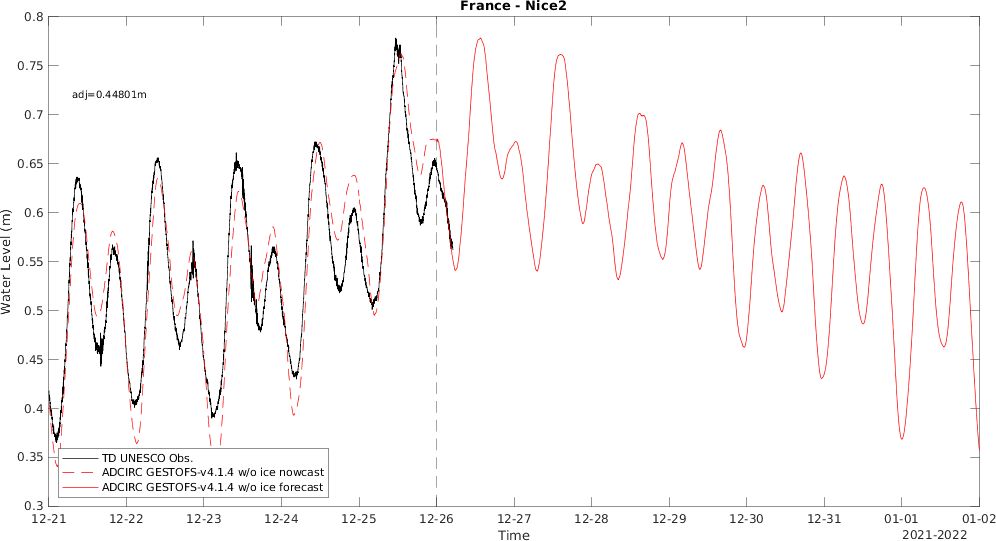 France - Nice2
0.8
0.75
0.7
0.65
0.6
0.55
0.5
0.45
0.4
0.35
0.3
Water Level (m)
adj=0.44801m
TD UNESCO Obs.
ADCIRC GESTOFS-v4.1.4 w/o ice nowcast
ADCIRC GESTOFS-v4.1.4 w/o ice forecast
12-21 12-22 12-23 12-24 12-25 12-26 12-27 12-28 12-29 12-30 12-31 01-01 01-02
Time
2021-2022